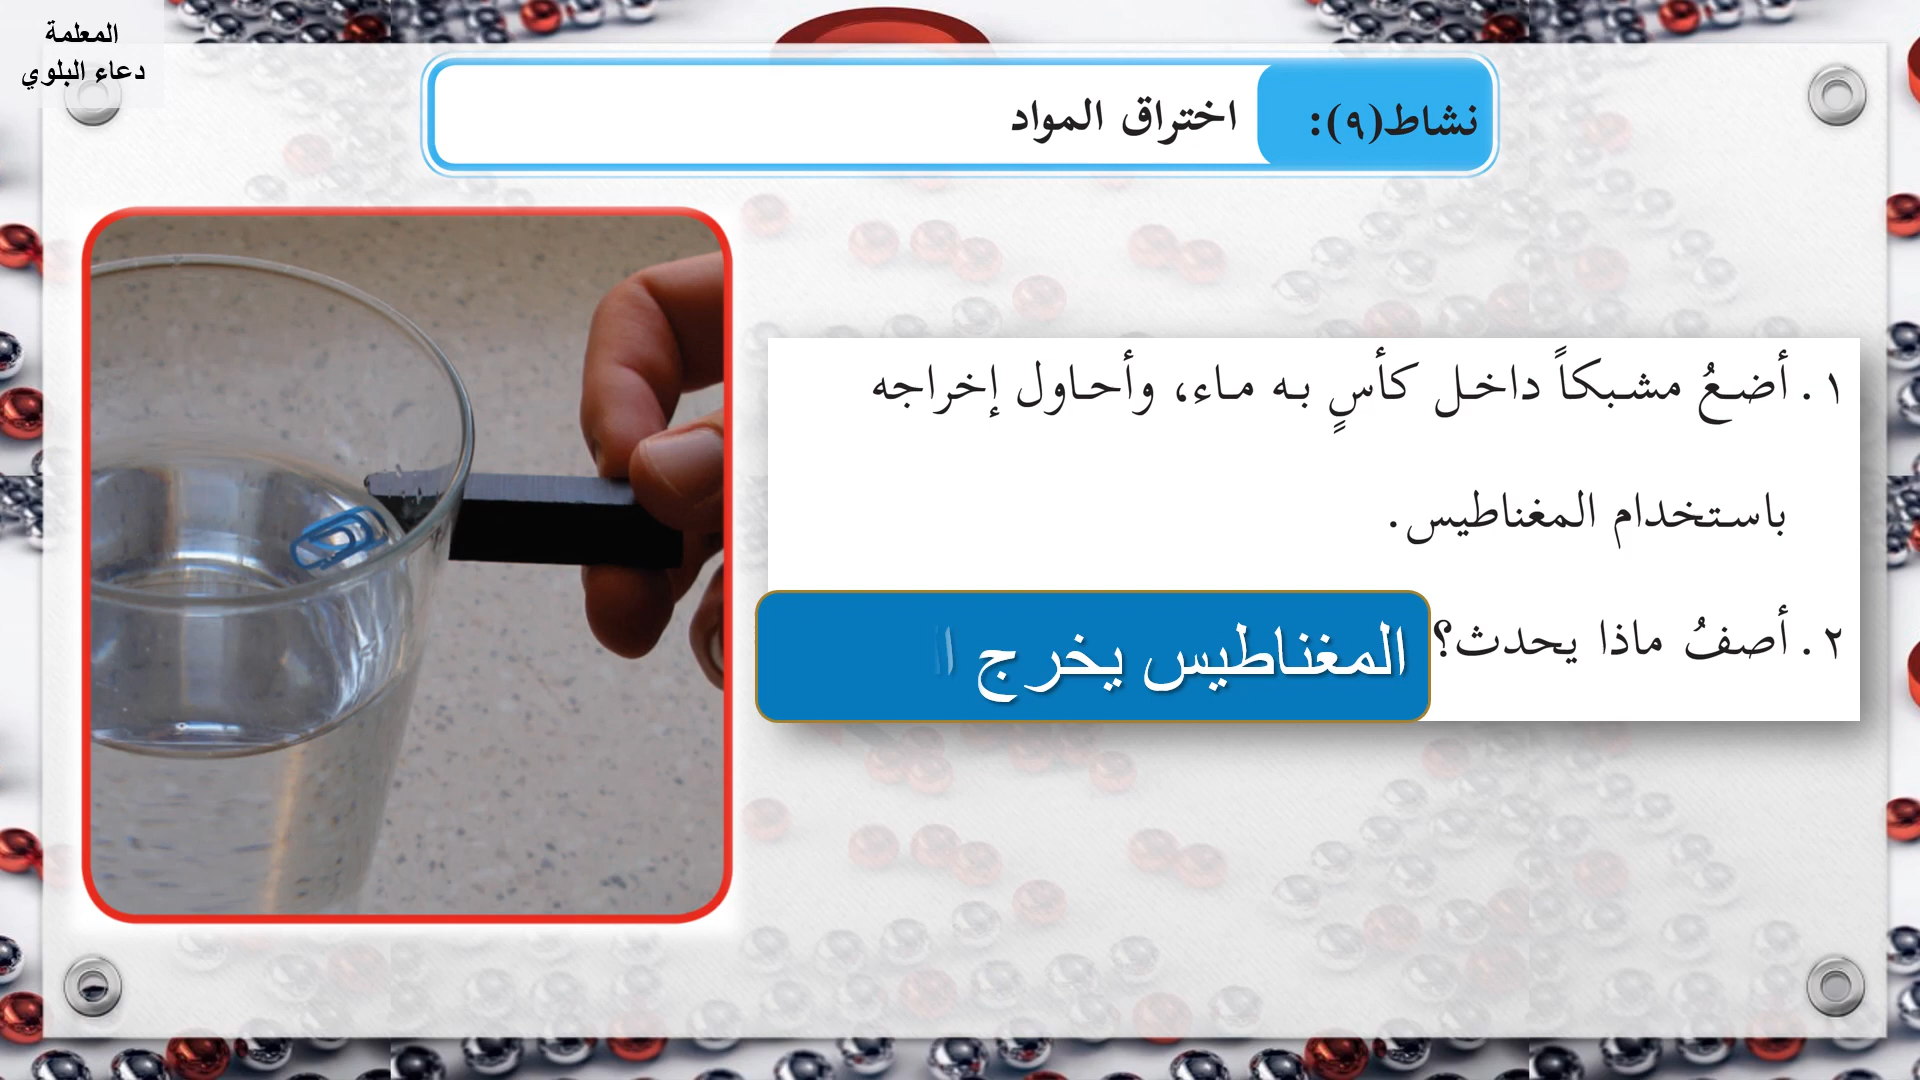 المعلمة
دعاء البلوي
نشاط(٩): اختراق المواد
١. أضعُ مشبكاً داخل كأسٍ به ماء، وأحاول إخراجه
باستخدام المغناطيس.
٢. أصفُ ماذا يحدث؟ المغناطيس يخرج